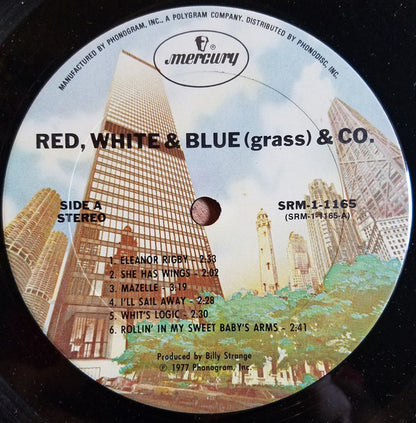 MANUFACTURED BY PHONOGRAM, INC., A POLYGRAM COMPANY. DISTRIBUTED BY PHONODISC, INC.
mercury
®
RED, WHITE & BLUE (grass) & CO.
SIDE A
STEREO
SRM-1-1165
(SRM-1-1165-A)
1. ELEANOR RIGBY - 2:33
2. SHE HAS WINGS - 2:02
3. MAZELLE - 3:19
4. I'LL SAIL AWAY - 2:28
5. WHIT'S LOGIC - 2:30
6. ROLLIN' IN MY SWEET BABY'S ARMS - 2:41
Produced by Billy Strange
℗ 1977 Phonogram, Inc.